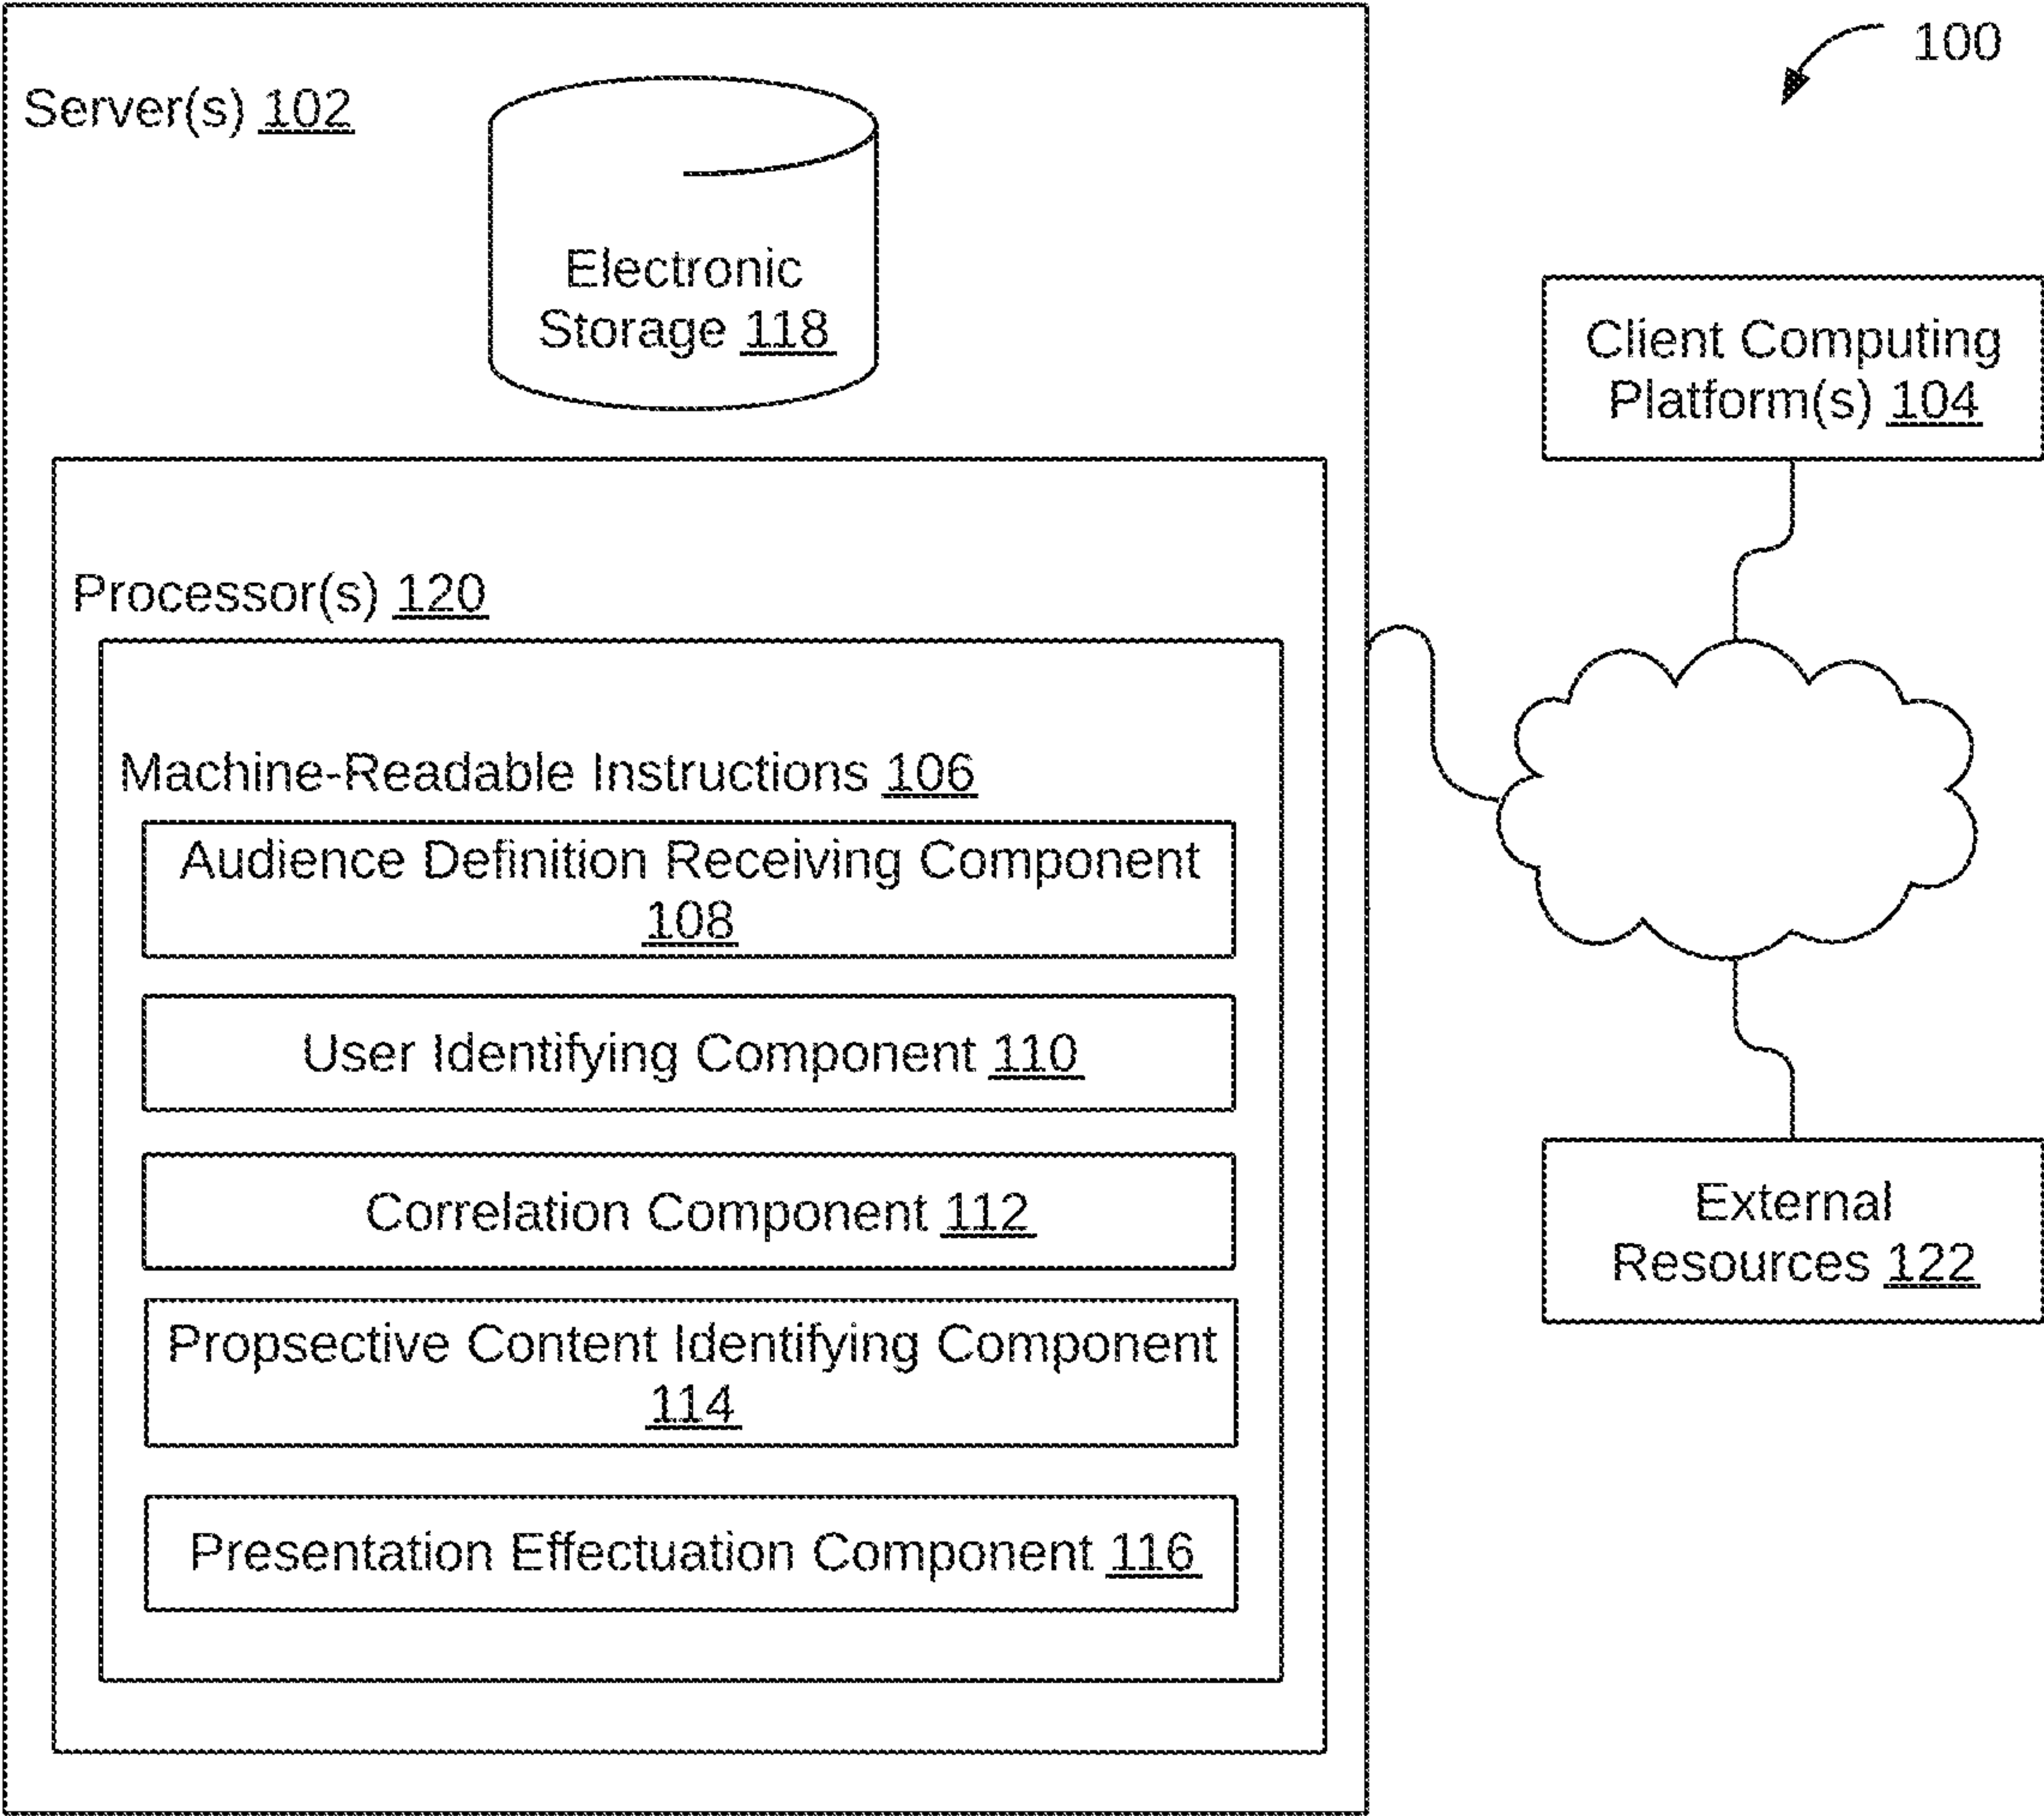 100
Server(s) 102
Electronic
Storage 118
Client Computing
Platform(s) 104
Processor(s) 120
Machine-Readable Instructions 106
Audience Definition Receiving Component
108
User Identifying Component 110
Correlation Component 112
Propsective Content Identifying Component
114
Presentation Effectuation Component 116
External
Resources 122